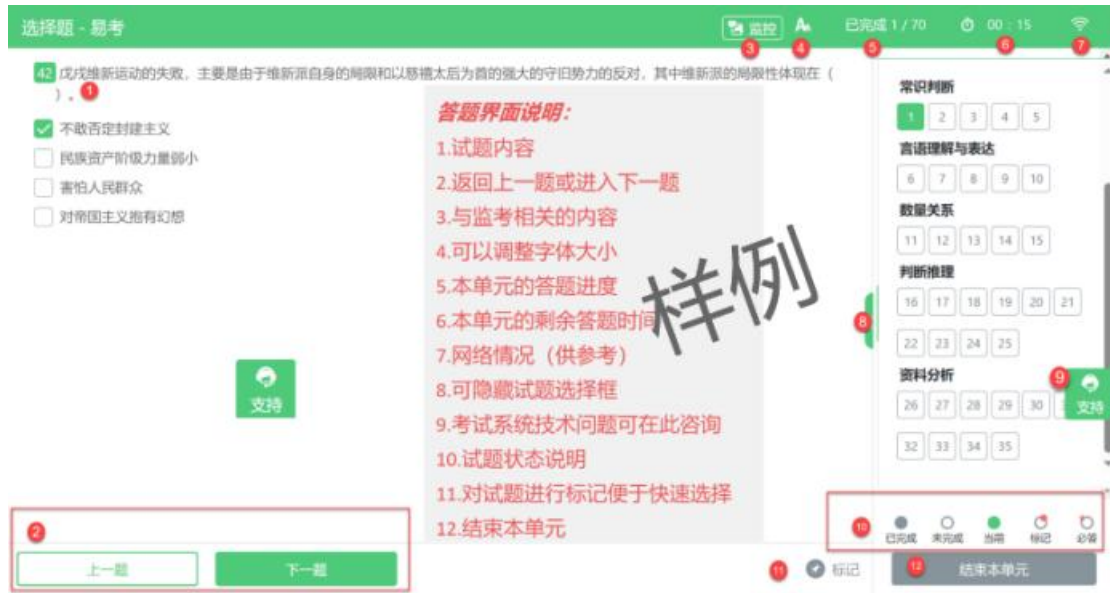 选择题 - 易考
监控
3
A
4
已完成 1 / 70
5
00 : 15
6
7
42 戊戌维新运动的失败，主要是由于维新派自身的局限和以慈禧太后为首的强大的守旧势力的反对，其中维新派的局限性体现在（
）。
1
不敢否定封建主义
民族资产阶级力量弱小
害怕人民群众
对帝国主义抱有幻想
支持
答题界面说明：
1.试题内容
2.返回上一题或进入下一题
3.与监考相关的内容
4.可以调整字体大小
5.本单元的答题进度
6.本单元的剩余答题时间
7.网络情况（供参考）
8.可隐藏试题选择框
9.考试系统技术问题可在此咨询
10.试题状态说明
11.对试题进行标记便于快速选择
12.结束本单元
样例
8
常识判断
1 2 3 4 5
言语理解与表达
6 7 8 9 10
数量关系
11 12 13 14 15
判断推理
16 17 18 19 20 21
22 23 24 25
资料分析
26 27 28 29 30
32 33 34 35
9
支持
10
已完成 未完成 当前 标记 必答
2
上一题
下一题
11
标记
12
结束本单元